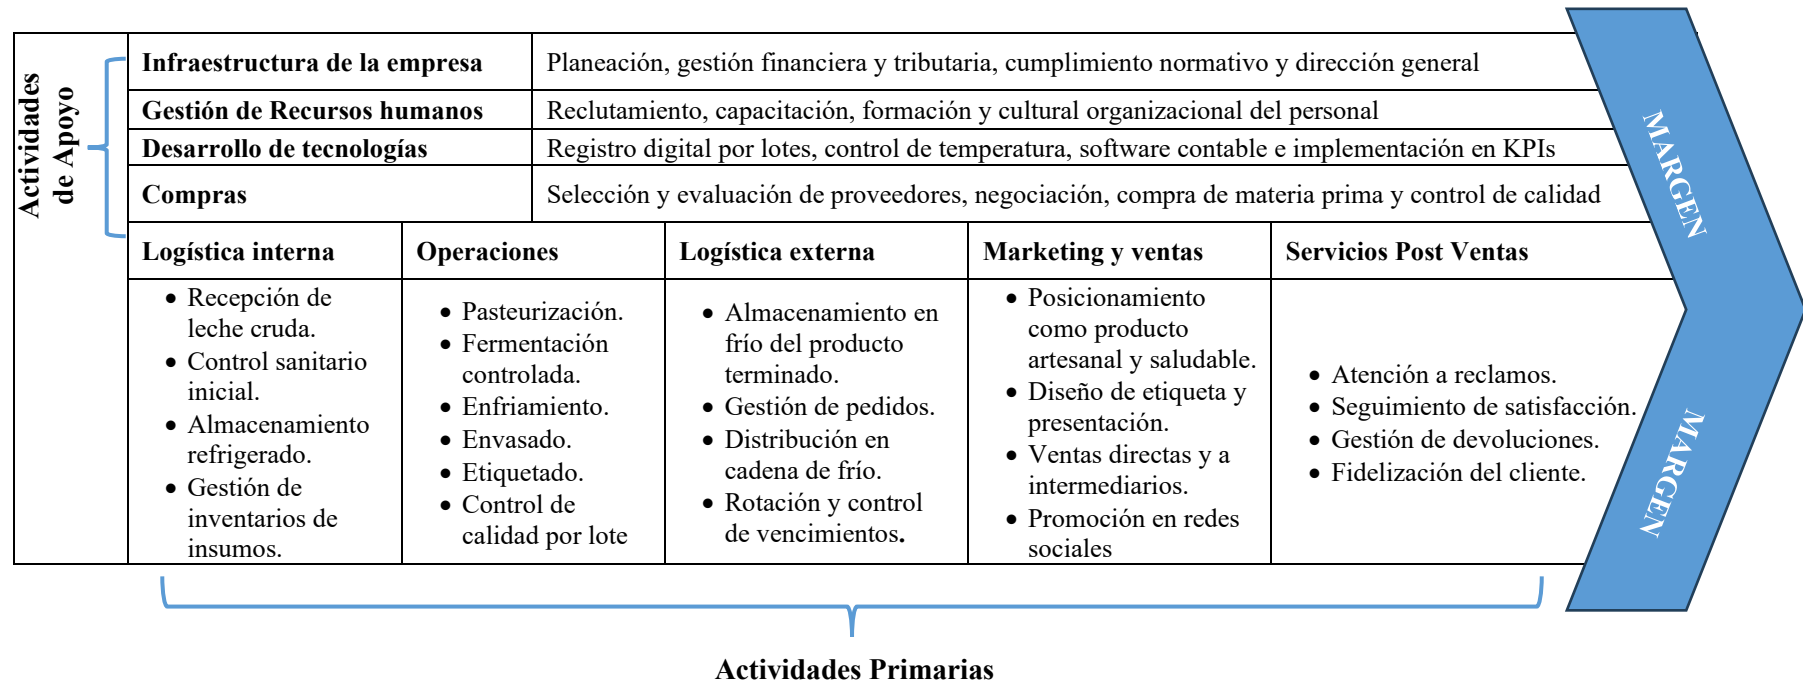 Actividades
de Apoyo
Infraestructura de la empresa
Planeación, gestión financiera y tributaria, cumplimiento normativo y dirección general
Gestión de Recursos humanos
Reclutamiento, capacitación, formación y cultural organizacional del personal
Desarrollo de tecnologías
Registro digital por lotes, control de temperatura, software contable e implementación en KPIs
Compras
Selección y evaluación de proveedores, negociación, compra de materia prima y control de calidad
Logística interna
• Recepción de
leche cruda.
• Control sanitario
inicial.
• Almacenamiento
refrigerado.
• Gestión de
inventarios de
insumos.
Operaciones
• Pasteurización.
• Fermentación
controlada.
• Enfriamiento.
• Envasado.
• Etiquetado.
• Control de
calidad por lote
Logística externa
• Almacenamiento en
frío del producto
terminado.
• Gestión de pedidos.
• Distribución en
cadena de frío.
• Rotación y control
de vencimientos.
Marketing y ventas
• Posicionamiento
como producto
artesanal y saludable.
• Diseño de etiqueta y
presentación.
• Ventas directas y a
intermediarios.
• Promoción en redes
sociales
Servicios Post Ventas
• Atención a reclamos.
• Seguimiento de satisfacción.
• Gestión de devoluciones.
• Fidelización del cliente.
MARGEN
MARGEN
Actividades Primarias